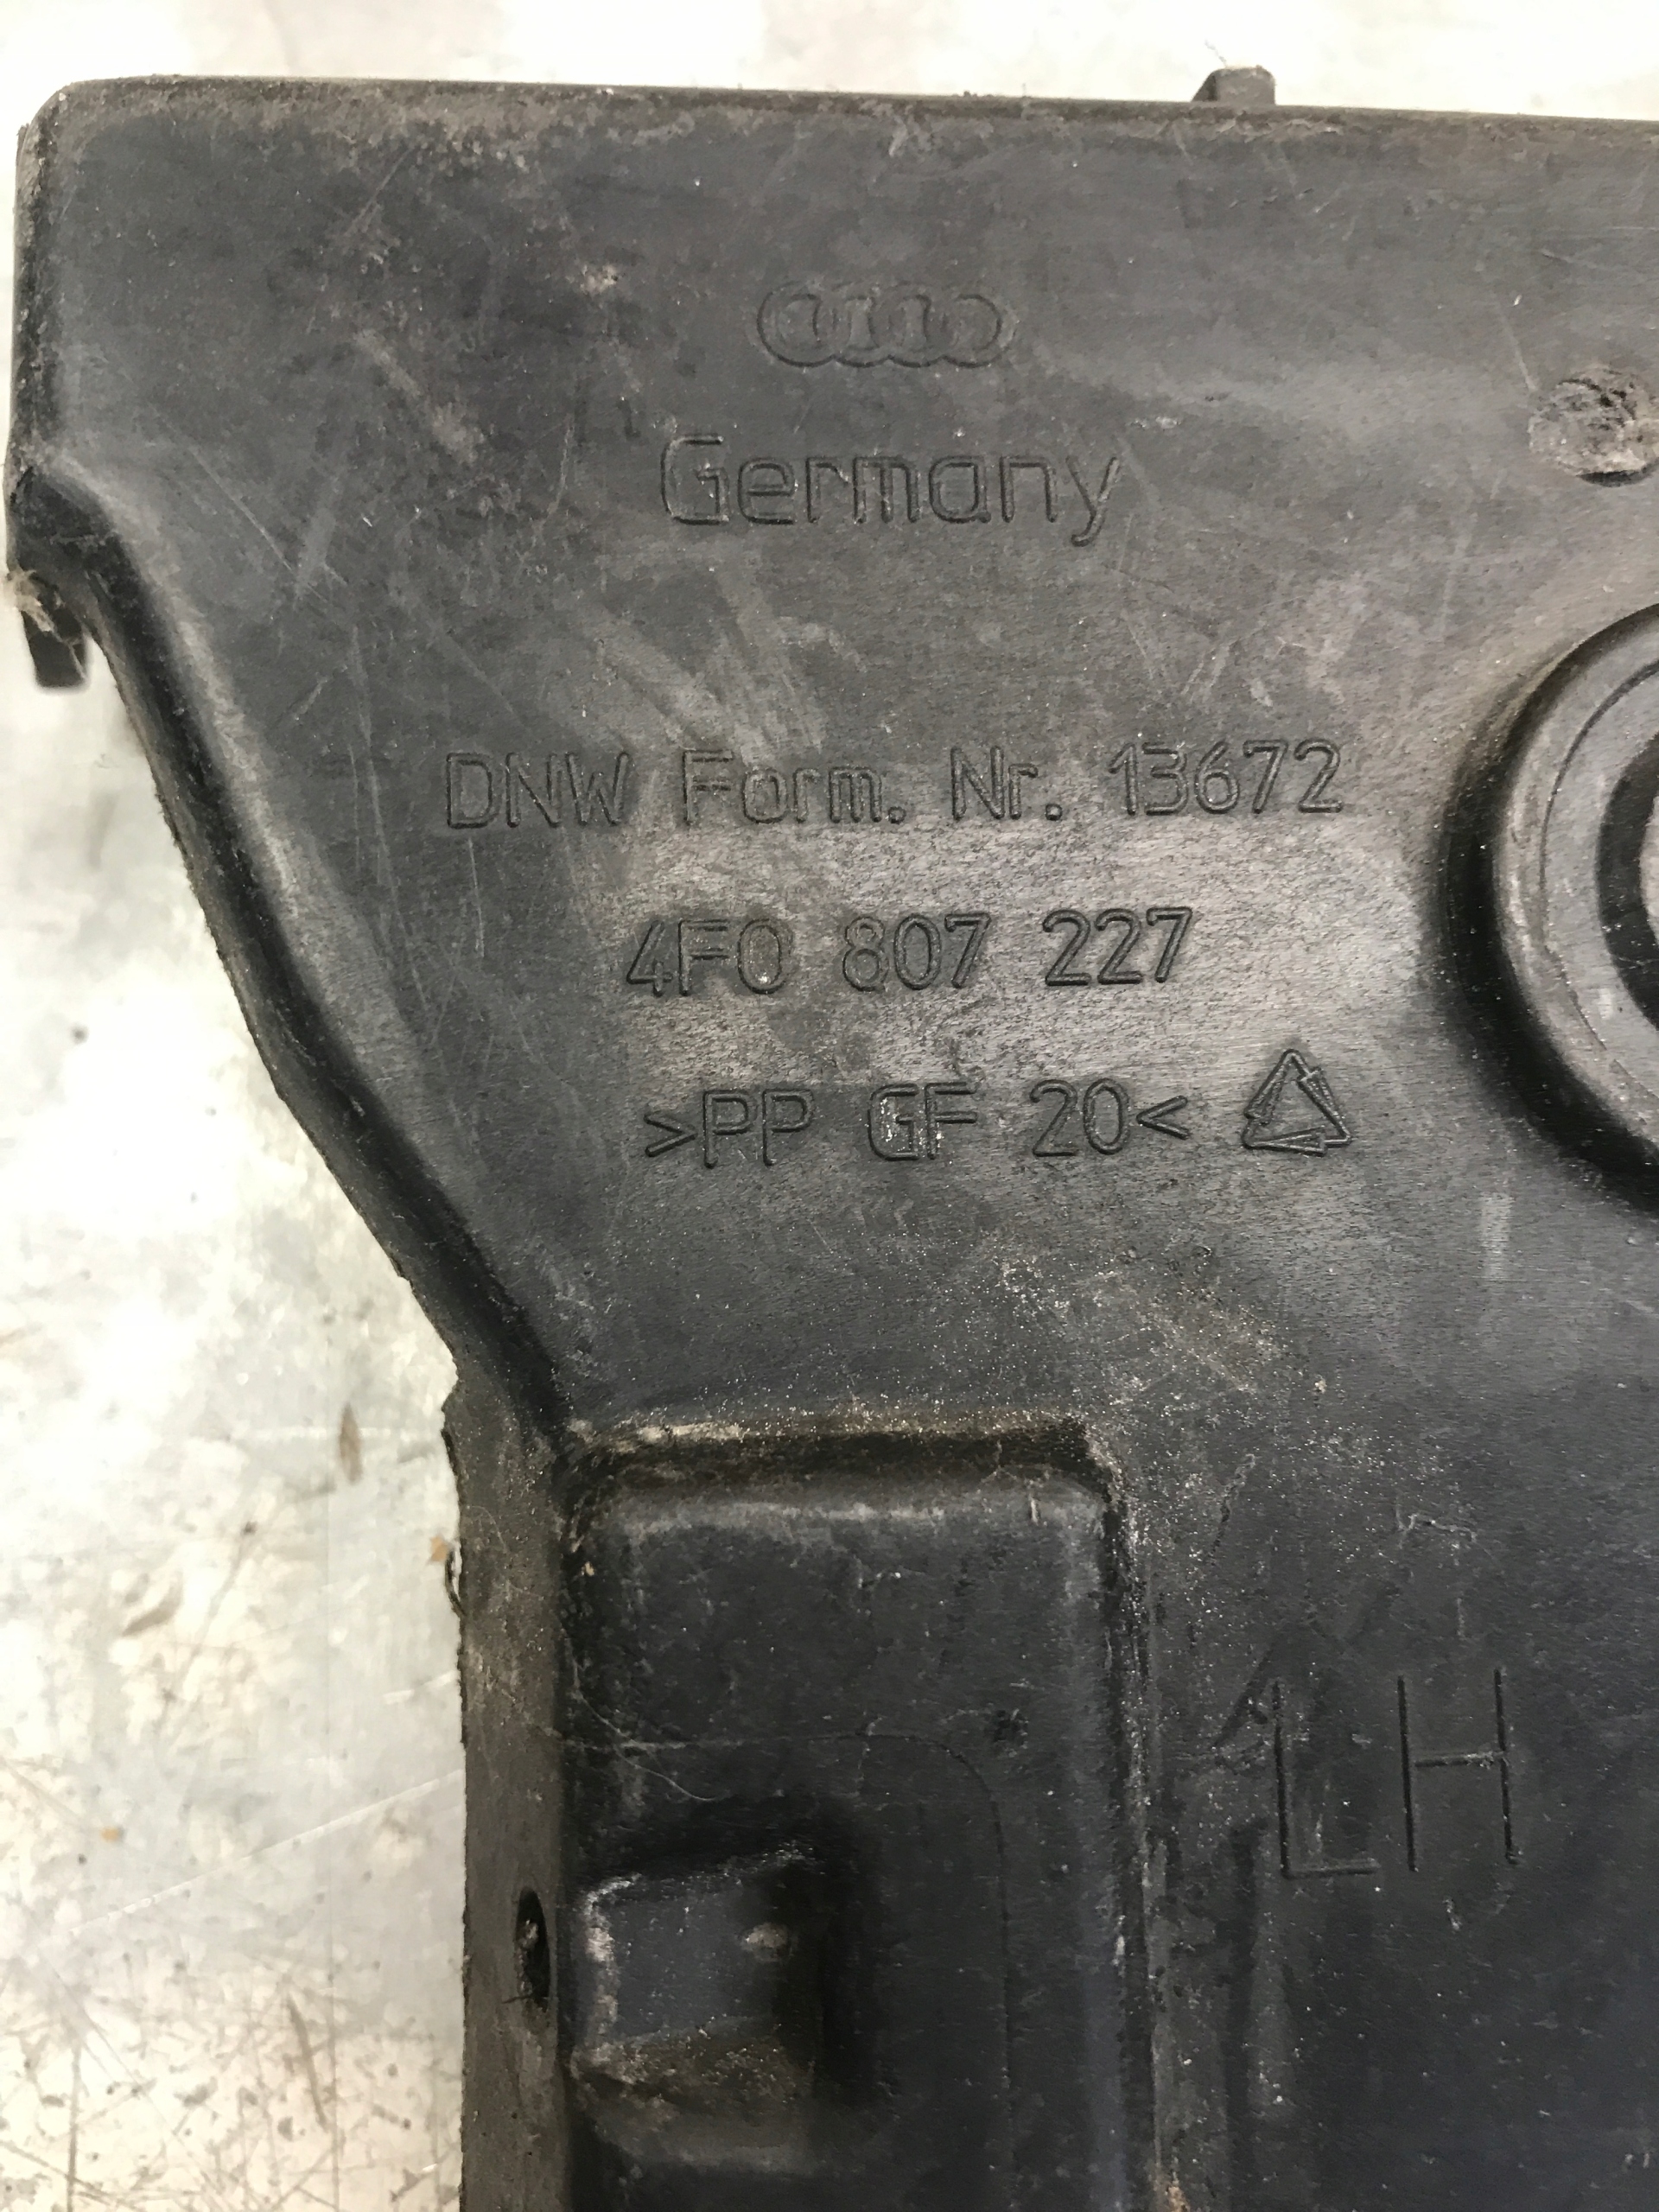 Germany
DNW Form. Nr. 13672
4F0 807 227
>PP GF 20<
LH